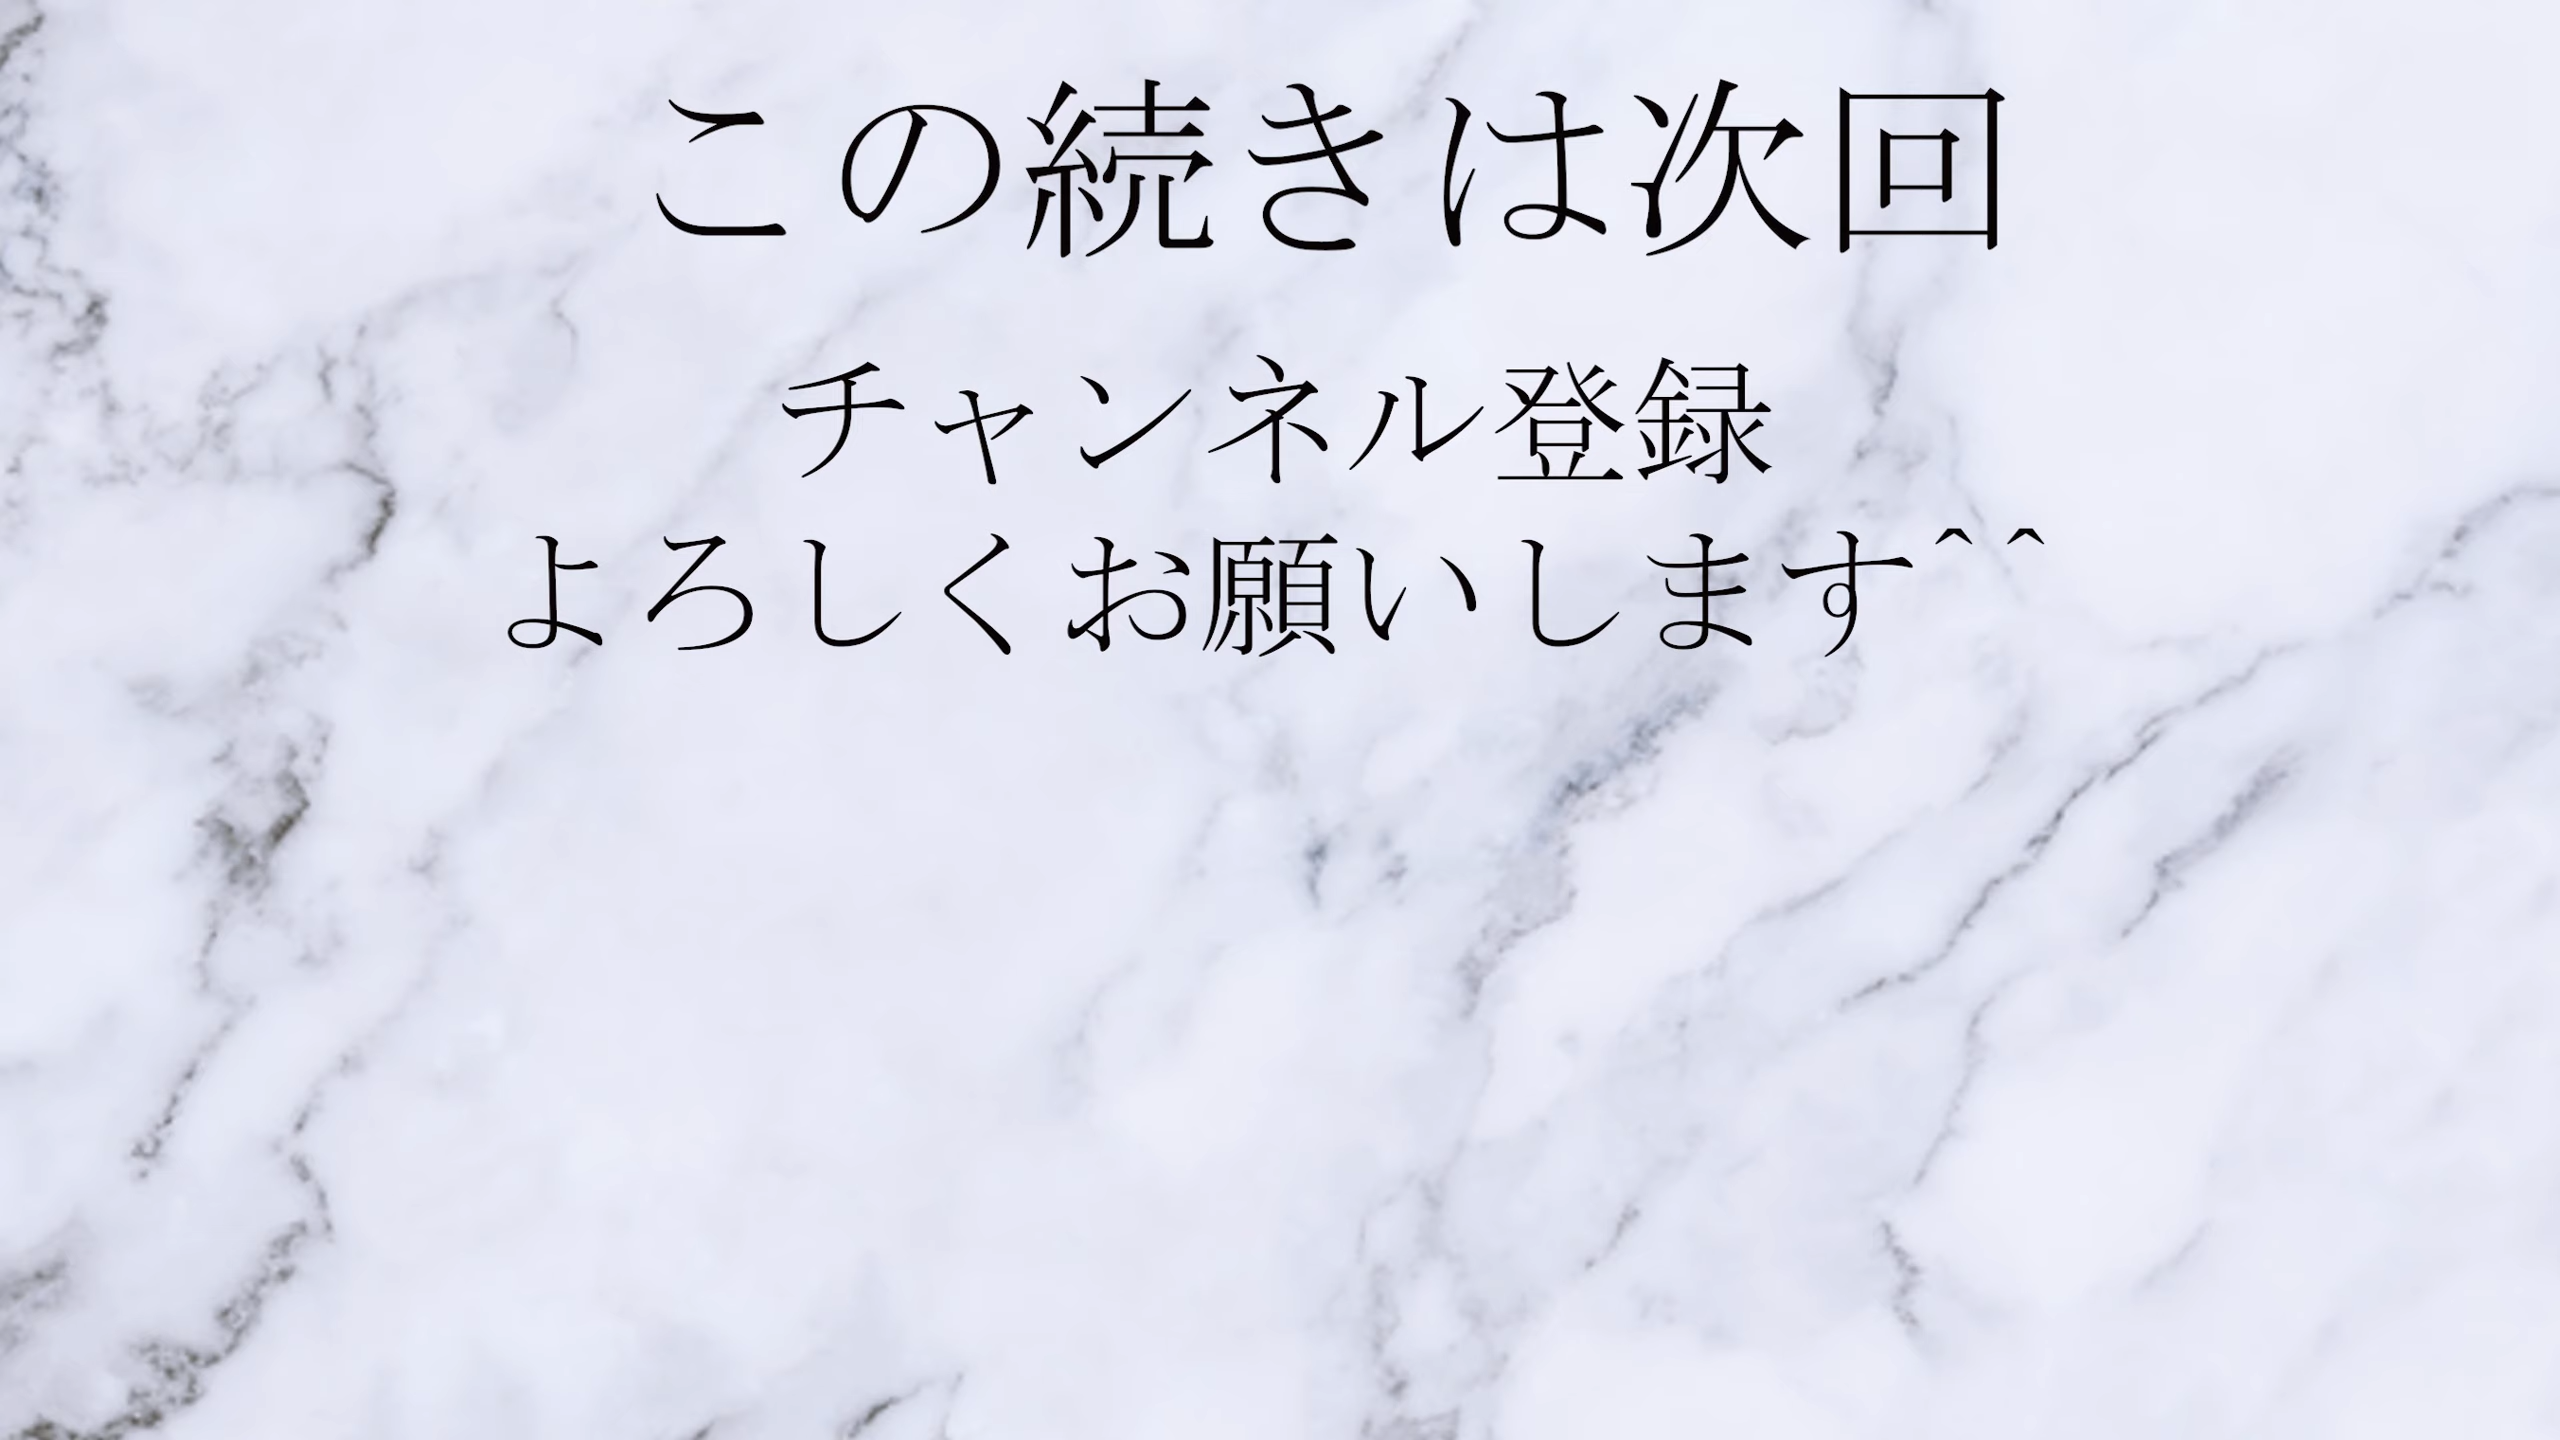 この続きは次回
チャンネル登録
よろしくお願いします^ ^